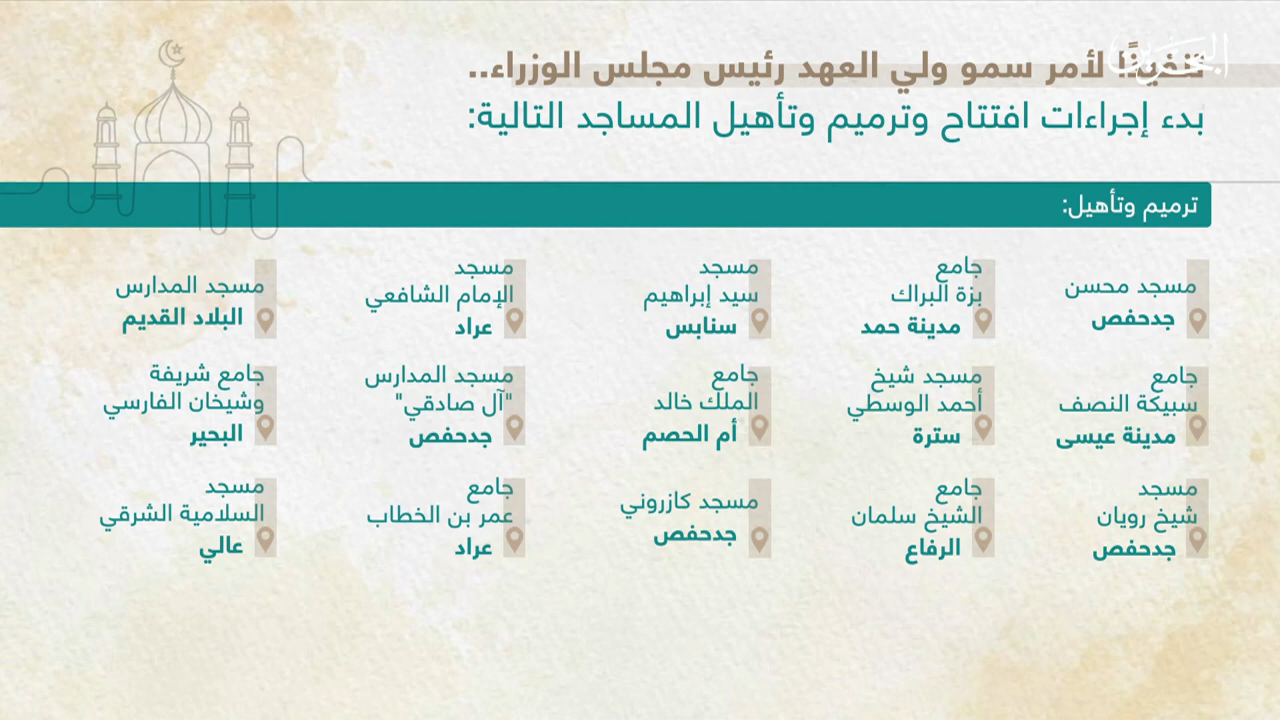 البحرين
تنفيذًا لأمر سمو ولي العهد رئيس مجلس الوزراء..
بدء إجراءات افتتاح وترميم وتأهيل المساجد التالية:
ترميم وتأهيل:
مسجد محسن
جدحفص
جامع
بزة البراك
مدينة حمد
مسجد
سيد إبراهيم
سنابس
مسجد
الإمام الشافعي
عراد
مسجد المدارس
البلاد القديم
جامع
سبيكة النصف
مدينة عيسى
مسجد شيخ
أحمد الوسطي
سترة
جامع
الملك خالد
أم الحصم
مسجد المدارس
"آل صادقي"
جدحفص
جامع شريفة
وشيخان الفارسي
البحير
مسجد
شيخ رويان
جدحفص
جامع
الشيخ سلمان
الرفاع
مسجد كازروني
جدحفص
جامع
عمر بن الخطاب
عراد
مسجد
السلامية الشرقي
عالي